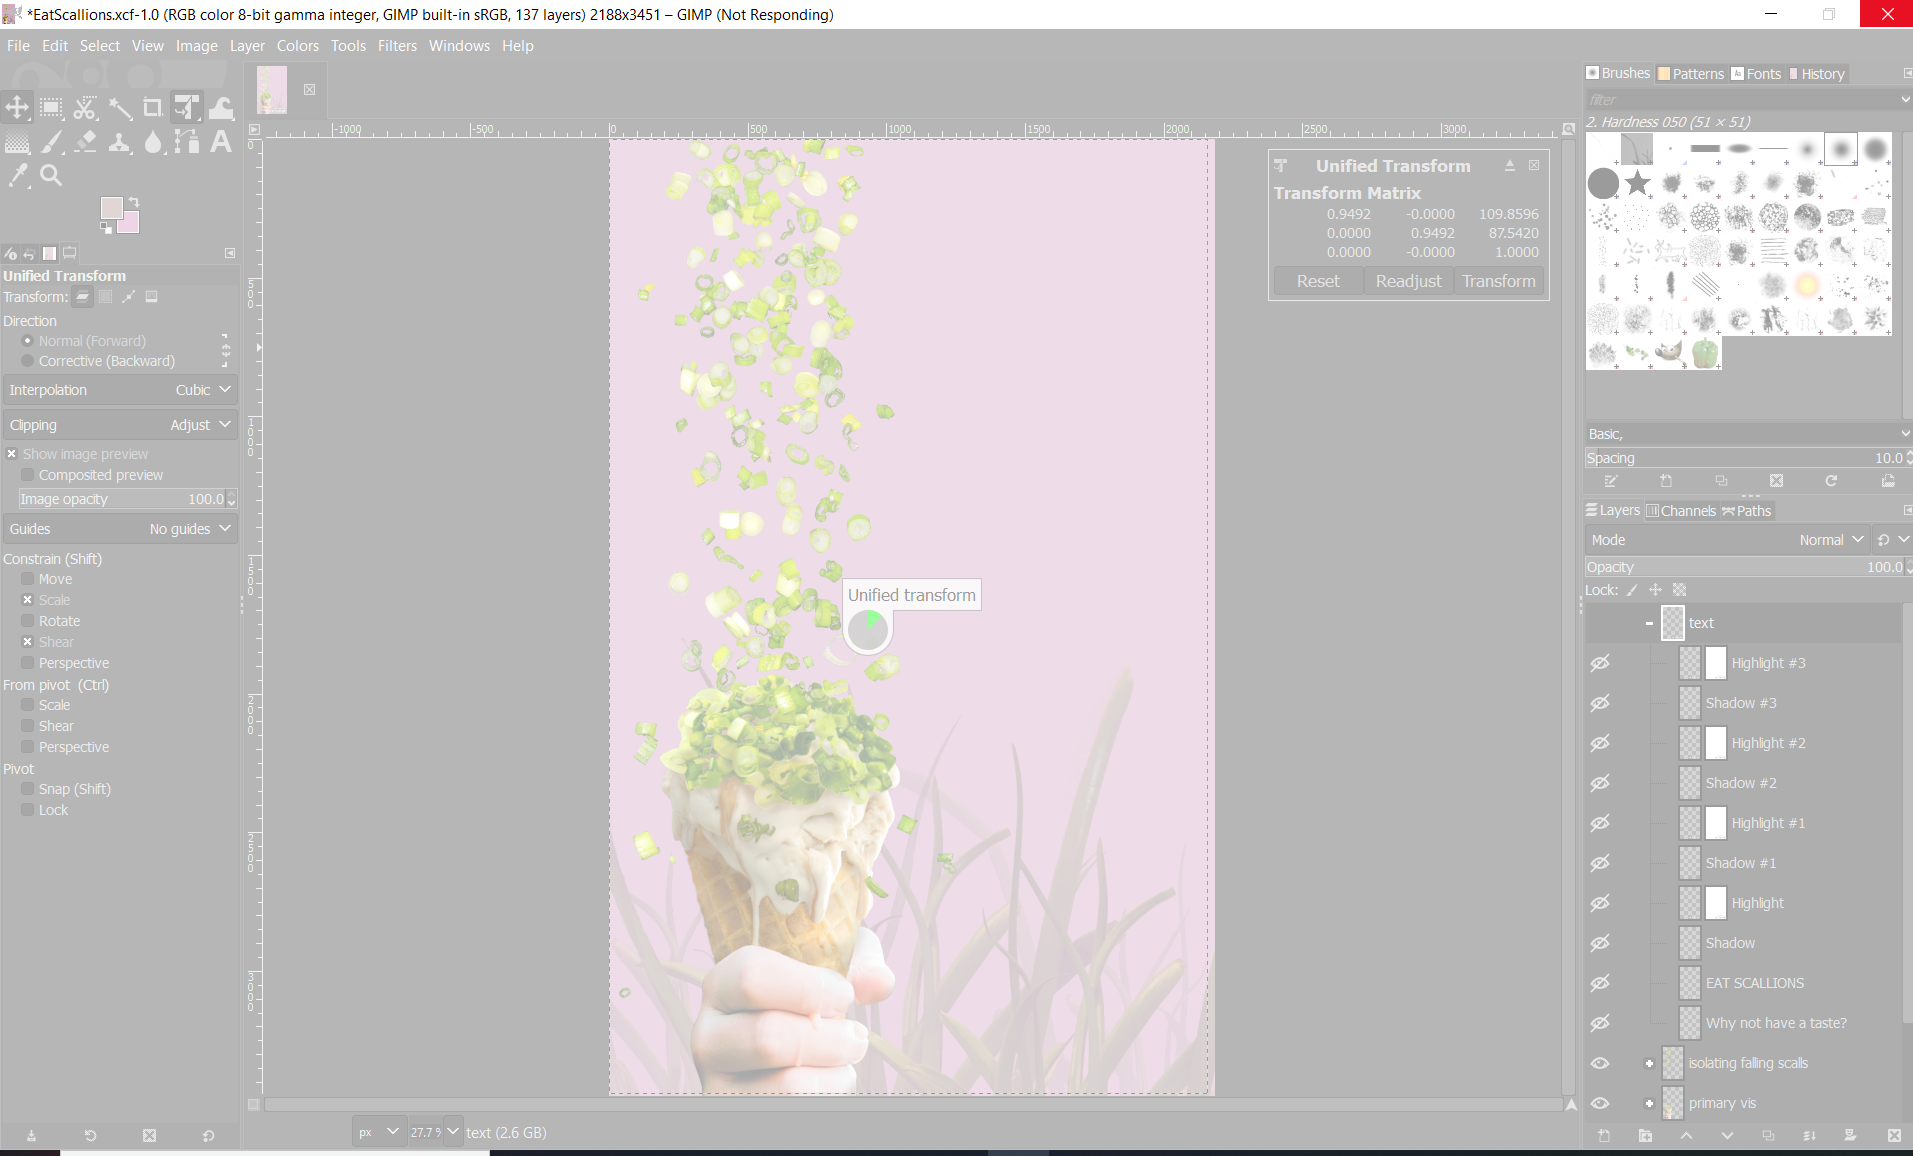 *EatScallions.xcf-1.0 (RGB color 8-bit gamma integer, GIMP built-in sRGB, 137 layers) 2188x3451 – GIMP (Not Responding)
File Edit Select View Image Layer Colors Tools Filters Windows Help
Unified Transform
Transform:
Direction
Normal (Forward)
Corrective (Backward)
Interpolation Cubic
Clipping Adjust
Show image preview
Composited preview
Image opacity 100.0
Guides No guides
Constrain (Shift)
Move
Scale
Rotate
Shear
Perspective
From pivot (Ctrl)
Scale
Shear
Perspective
Pivot
Snap (Shift)
Lock
-1000 -500 0 500 1000 1500 2000 2500 3000
0
500
1000
1500
2000
2500
3000
Unified Transform
Transform Matrix
0.9492 -0.0000 109.8596
0.0000 0.9492 87.5420
0.0000 -0.0000 1.0000
Reset Readjust Transform
Unified transform
px 27.7 % text (2.6 GB)
Brushes Patterns Aa Fonts History
filter
2. Hardness 050 (51 × 51)
Basic,
Spacing 10.0
Layers Channels Paths
Mode Normal
Opacity 100.0
Lock:
text
Highlight #3
Shadow #3
Highlight #2
Shadow #2
Highlight #1
Shadow #1
Highlight
Shadow
EAT SCALLIONS
Why not have a taste?
isolating falling scalls
primary vis